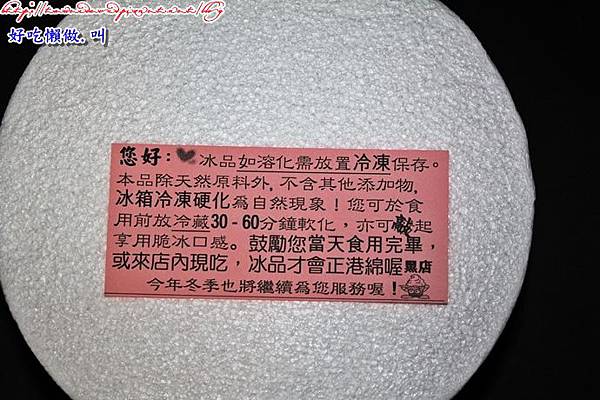 好吃懶做.叫
您好：冰品如溶化需放置冷凍保存。
本品除天然原料外,不含其他添加物,
冰箱冷凍硬化為自然現象！您可於食
用前放冷藏30-60分鐘軟化，亦可敲起
享用脆冰口感。鼓勵您當天食用完畢，
或來店內現吃，冰品才會正港綿喔！黑店
今年冬季也將繼續為您服務喔！